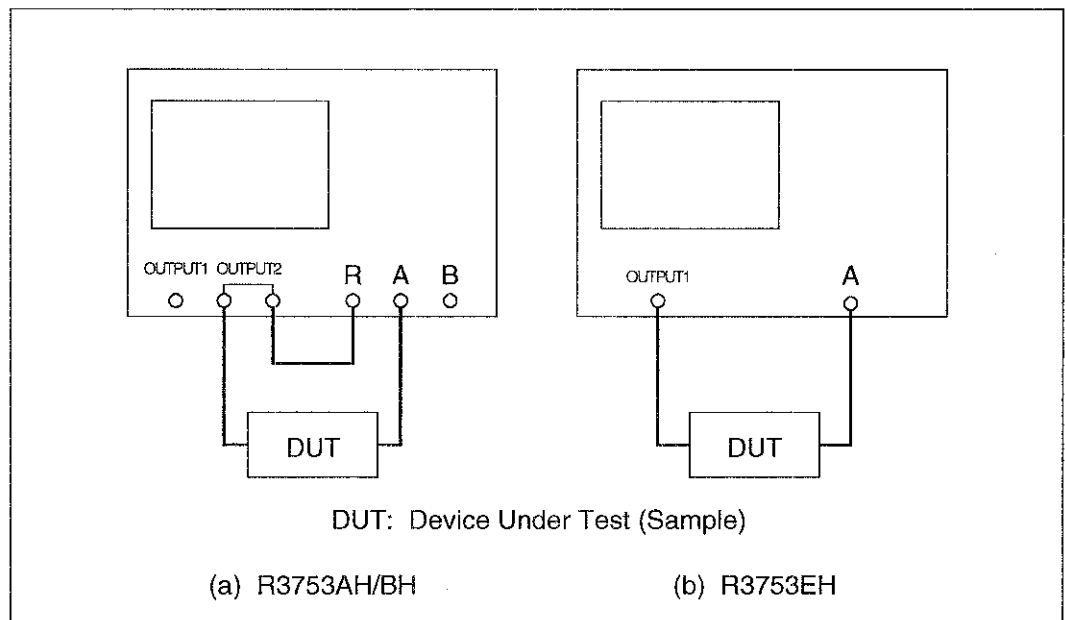 OUTPUT1 OUTPUT2 R A B
DUT
OUTPUT1 A
DUT
DUT: Device Under Test (Sample)
(a) R3753AH/BH
(b) R3753EH